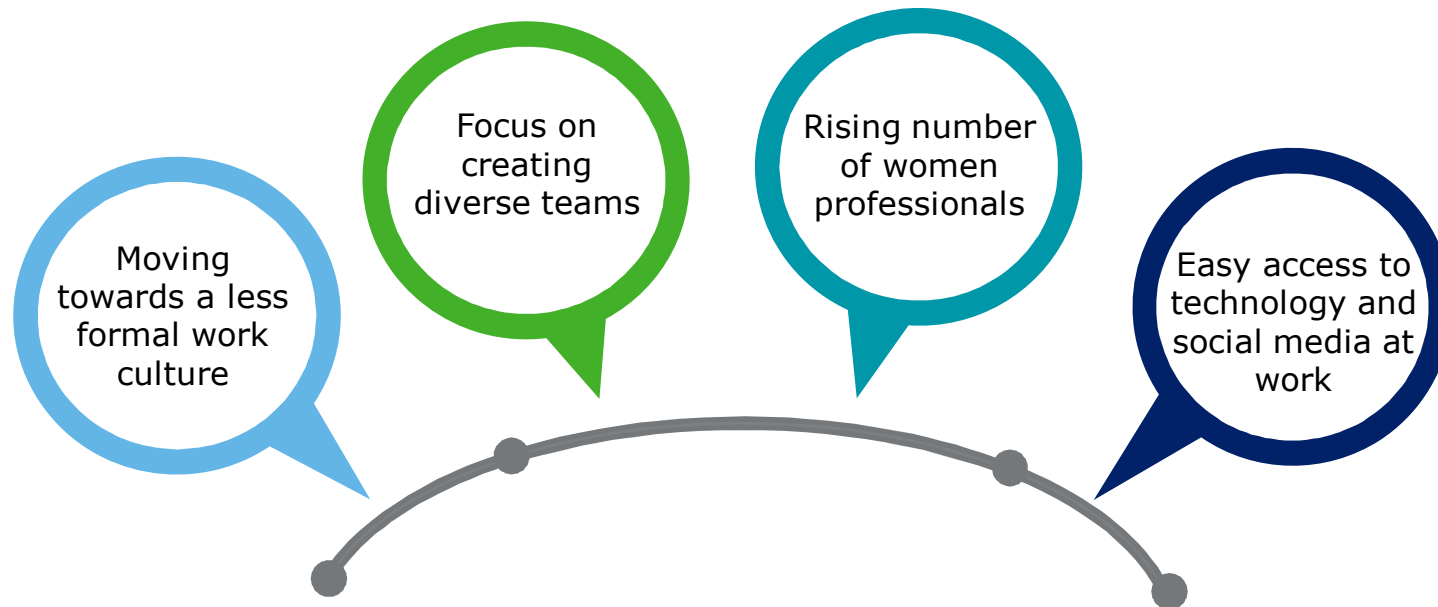 Moving
towards a less
formal work
culture
Focus on
creating
diverse teams
Rising number
of women
professionals
Easy access to
technology and
social media at
work